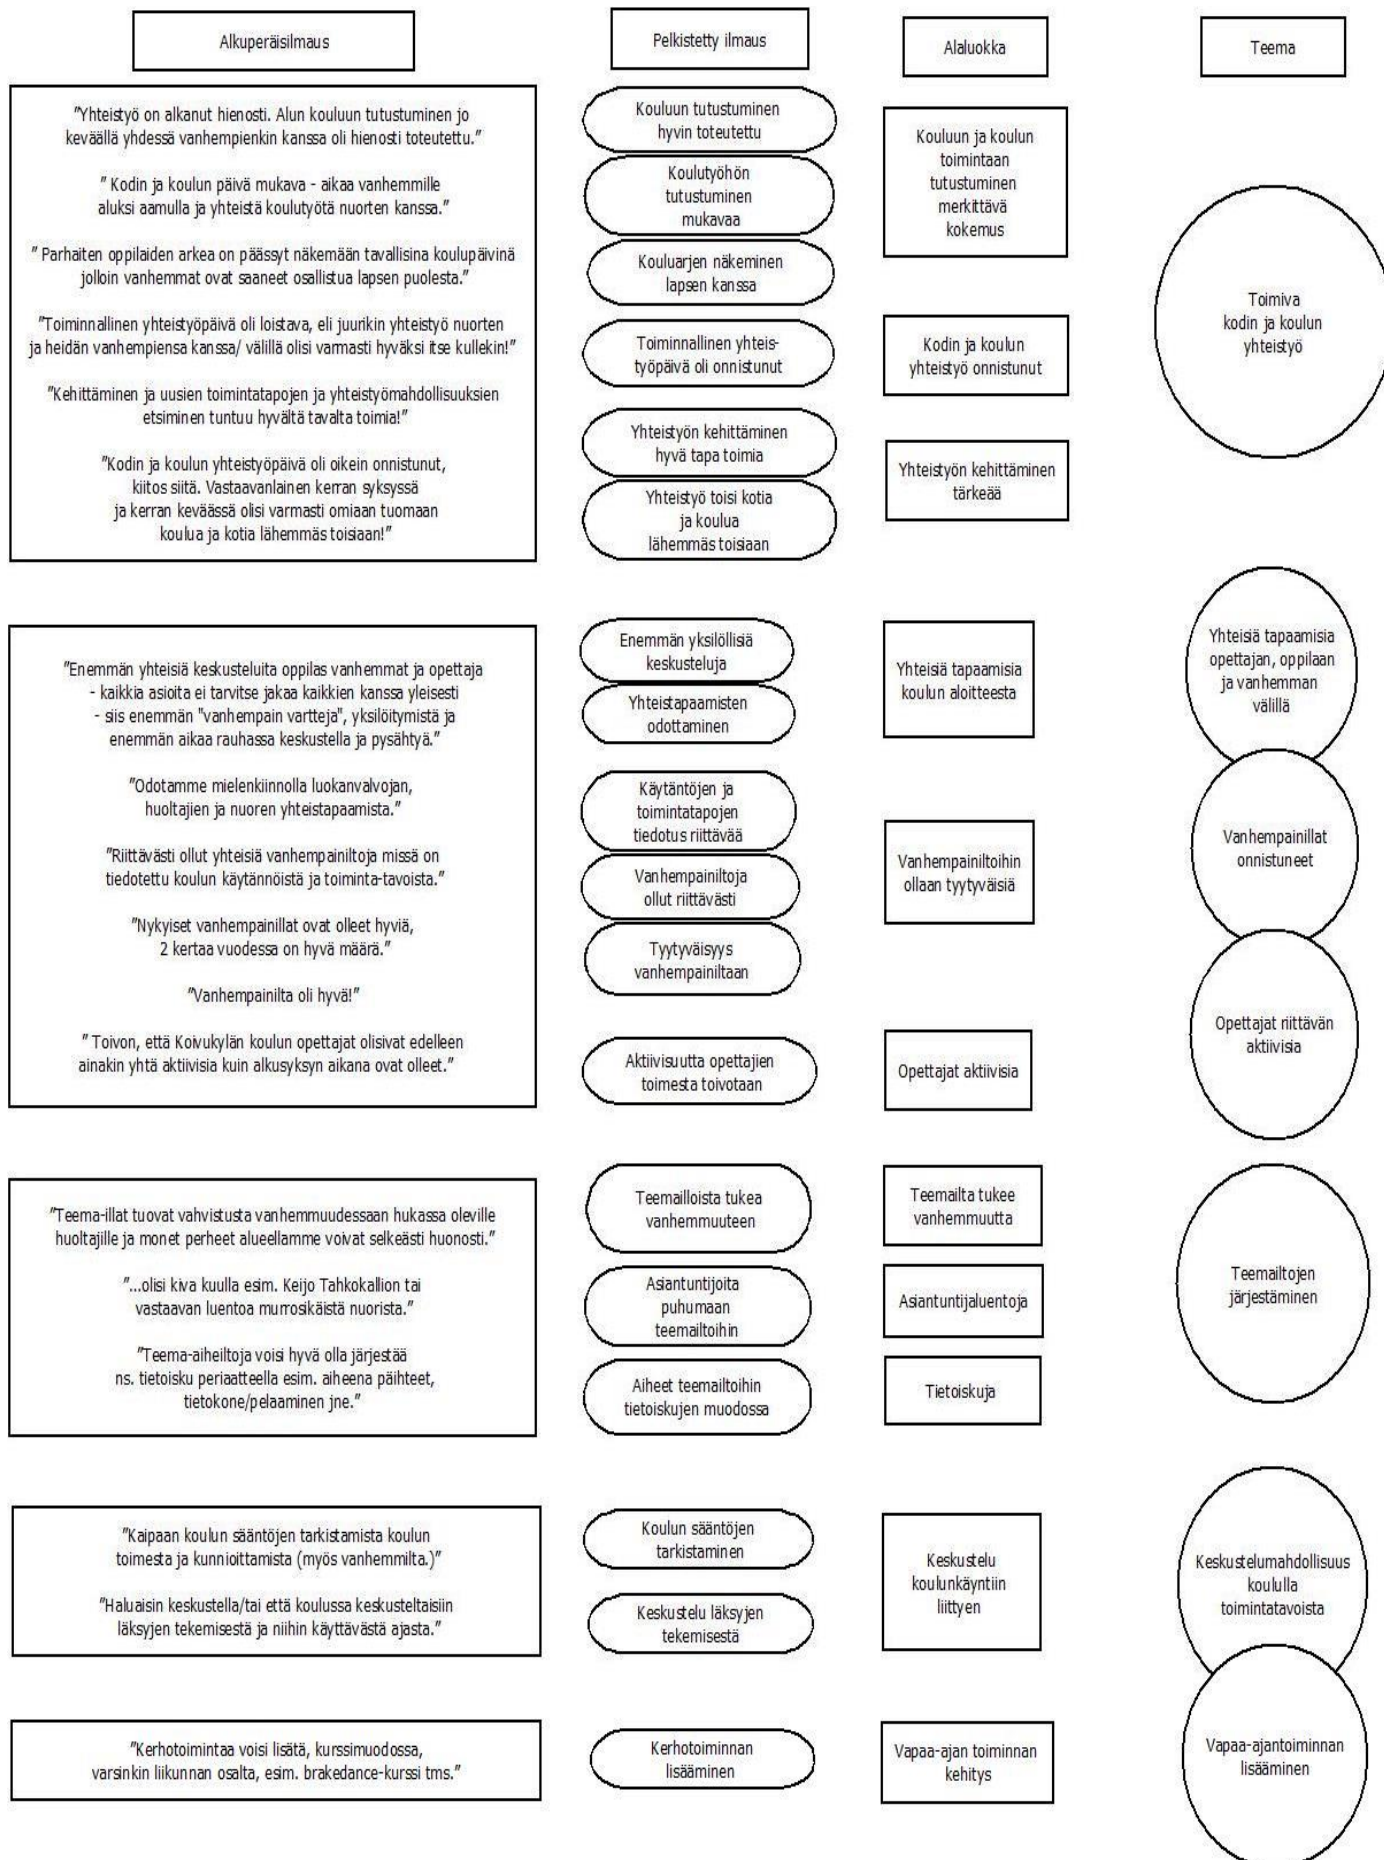 Alkuperäisilmaus
Pelkistetty ilmaus
Alaluokka
Teema
"Yhteistyö on alkanut hienosti. Alun kouluun tutustuminen jo
keväällä yhdessä vanhempienkin kanssa oli hienosti toteutettu."
" Kodin ja koulun päivä mukava - aikaa vanhemmille
aluksi aamulla ja yhteistä koulutyötä nuorten kanssa."
" Parhaiten oppilaiden arkea on päässyt näkemään tavallisina koulupäivinä
jolloin vanhemmat ovat saaneet osallistua lapsen puolesta."
"Toiminnallinen yhteistyöpäivä oli loistava, eli juurikin yhteistyö nuorten
ja heidän vanhempiensa kanssa/ välillä olisi varmasti hyväksi itse kullekin!"
"Kehittäminen ja uusien toimintatapojen ja yhteistyömahdollisuuksien
etsiminen tuntuu hyvältä tavalta toimia!"
"Kodin ja koulun yhteistyöpäivä oli oikein onnistunut,
kiitos siitä. Vastaavanlainen kerran syksyssä
ja kerran keväässä olisi varmasti omiaan tuomaan
koulua ja kotia lähemmäs toisiaan!"
Kouluun tutustuminen
hyvin toteutettu
Koulutyöhön
tutustuminen
mukavaa
Kouluarjen näkeminen
lapsen kanssa
Toiminnallinen yhteis-
työpäivä oli onnistunut
Yhteistyön kehittäminen
hyvä tapa toimia
Yhteistyö toisi kotia
ja koulua
lähemmäs toisiaan
Kouluun ja koulun
toimintaan
tutustuminen
merkittävä
kokemus
Kodin ja koulun
yhteistyö onnistunut
Yhteistyön kehittäminen
tärkeää
Toimiva
kodin ja koulun
yhteistyö
"Enemmän yhteisiä keskusteluita oppilas vanhemmat ja opettaja
- kaikkia asioita ei tarvitse jakaa kaikkien kanssa yleisesti
- siis enemmän "vanhempain vartteja", yksilöitymistä ja
enemmän aikaa rauhassa keskustella ja pysähtyä."
"Odotamme mielenkiinnolla luokanvalvojan,
huoltajien ja nuoren yhteistapaamista."
"Riittävästi ollut yhteisiä vanhempainiltoja missä on
tiedotettu koulun käytännöistä ja toiminta-tavoista."
"Nykyiset vanhempainillat ovat olleet hyviä,
2 kertaa vuodessa on hyvä määrä."
"Vanhempainilta oli hyvä!"
" Toivon, että Koivukylän koulun opettajat olisivat edelleen
ainakin yhtä aktiivisia kuin alkusyksyn aikana ovat olleet."
Enemmän yksilöllisiä
keskusteluja
Yhteistapaamisten
odottaminen
Käytäntöjen ja
toimintatapojen
tiedotus riittävää
Vanhempainiltoja
ollut riittävästi
Tyytyväisyys
vanhempainiltaan
Aktiivisuutta opettajien
toimesta toivotaan
Yhteisiä tapaamisia
koulun aloitteesta
Vanhempainiltoihin
ollaan tyytyväisiä
Opettajat aktiivisia
Yhteisiä tapaamisia
opettajan, oppilaan
ja vanhemman
välillä
Vanhempainillat
onnistuneet
Opettajat riittävän
aktiivisia
"Teema-illat tuovat vahvistusta vanhemmuudessaan hukassa oleville
huoltajille ja monet perheet alueellamme voivat selkeästi huonosti."
"...olisi kiva kuulla esim. Keijo Tahkokallion tai
vastaavan luentoa murrosikäistä nuorista."
"Teema-aiheiltoja voisi hyvä olla järjestää
ns. tietoisku periaatteella esim. aiheena päihteet,
tietokone/pelaaminen jne."
Teemailloista tukea
vanhemmuuteen
Asiantuntijoita
puhumaan
teemailtoihin
Aiheet teemailtoihin
tietoiskujen muodossa
Teemailta tukee
vanhemmuutta
Asiantuntijaluentoja
Tietoiskuja
Teemailtojen
järjestäminen
"Kaipaan koulun sääntöjen tarkistamista koulun
toimesta ja kunnioittamista (myös vanhemmilta.)"
"Haluaisin keskustella/tai että koulussa keskusteltaisiin
läksyjen tekemisestä ja niihin käyttävästä ajasta."
Koulun sääntöjen
tarkistaminen
Keskustelu läksyjen
tekemisestä
Keskustelu
koulunkäyntiin
liittyen
Keskustelumahdollisuus
koululla
toimintatavoista
"Kerhotoimintaa voisi lisätä, kurssimuodossa,
varsinkin liikunnan osalta, esim. brakedance-kurssi tms."
Kerhotoiminnan
lisääminen
Vapaa-ajan toiminnan
kehitys
Vapaa-ajantoiminnan
lisääminen